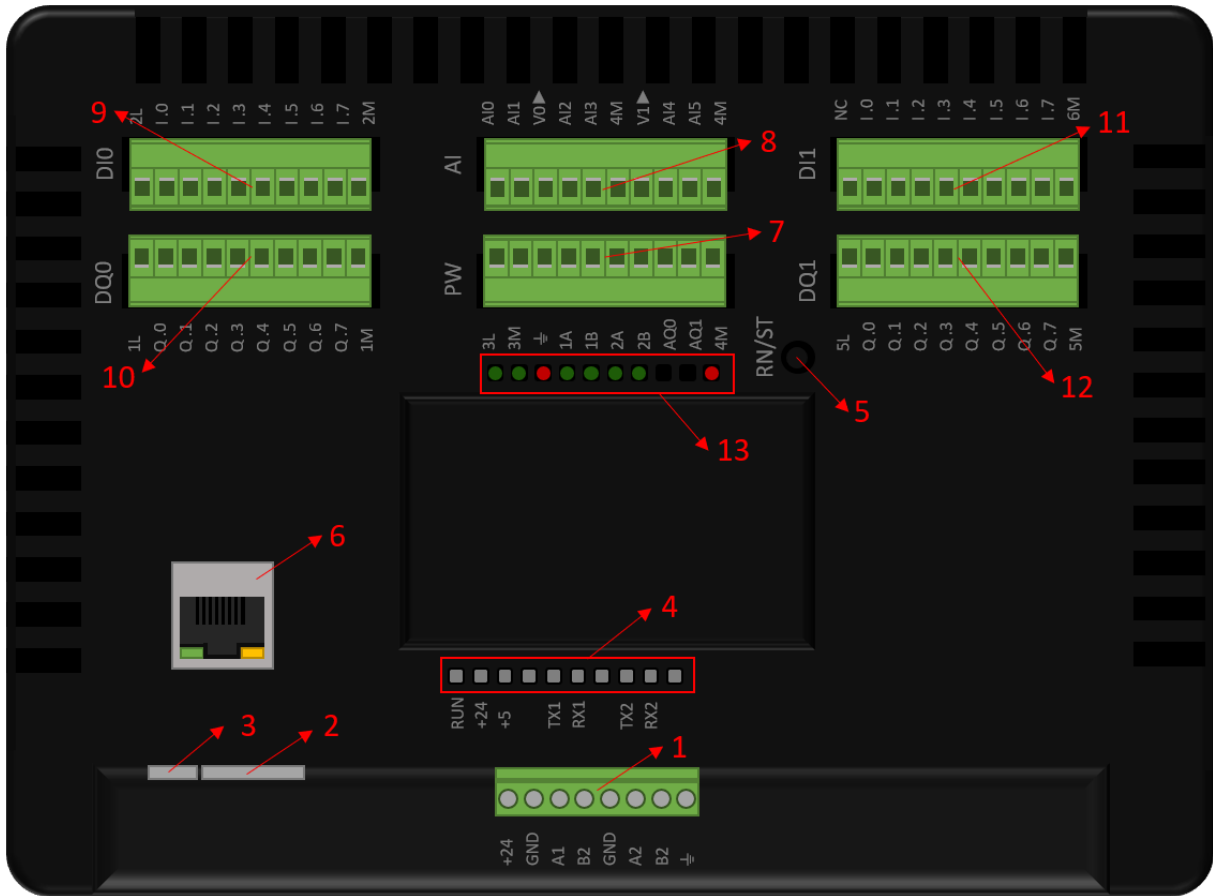 2L I.0 I.1 I.2 I.3 I.4 I.5 I.6 I.7 2M
AI0 AI1 V0▲ AI2 AI3 4M V1▲ AI4 AI5 4M
NC I.0 I.1 I.2 I.3 I.4 I.5 I.6 I.7 6M
9
8
11
DI0
AI
DI1
7
DQ0
PW
DQ1
1L Q.0 Q.1 Q.2 Q.3 Q.4 Q.5 Q.6 Q.7 1M
3L 3M ⏚ 1A 1B 2A 2B AQ0 AQ1 4M
RN/ST
5L Q.0 Q.1 Q.2 Q.3 Q.4 Q.5 Q.6 Q.7 5M
10
12
5
13
6
4
RUN +24 +5 TX1 RX1 TX2 RX2
3
2
1
+24 GND A1 B2 GND A2 B2 ⏚